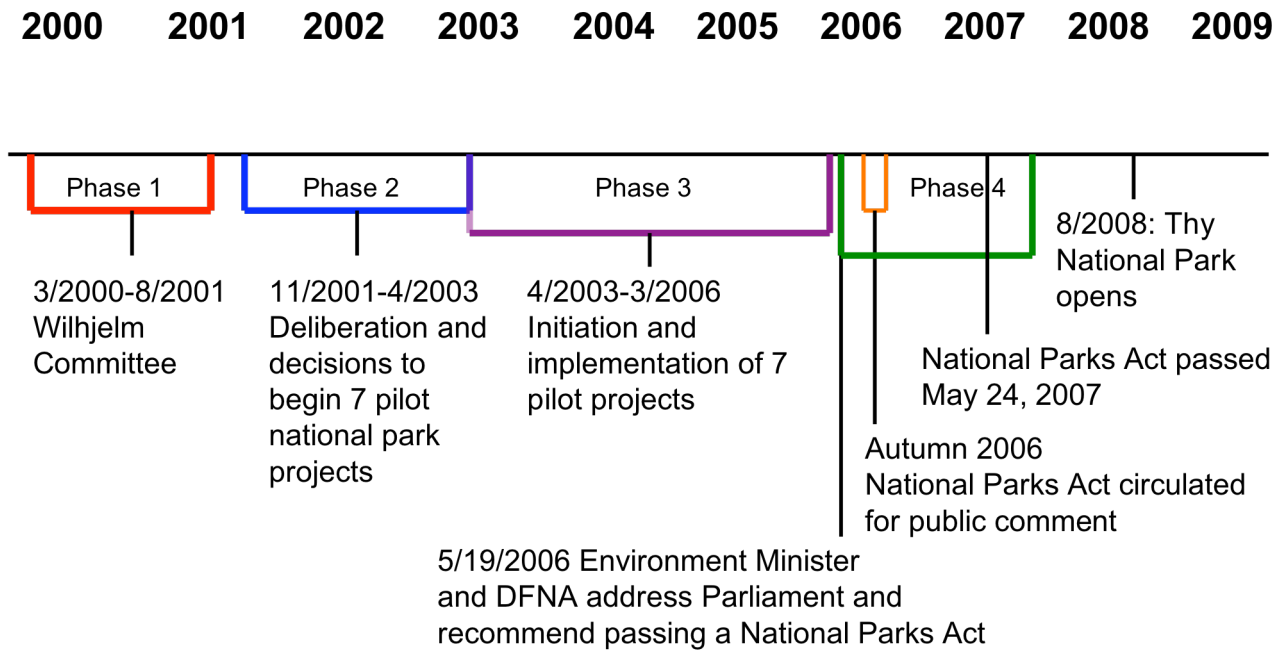 2000 2001 2002 2003 2004 2005 2006 2007 2008 2009
Phase 1 Phase 2 Phase 3 Phase 4
3/2000-8/2001
Wilhjelm
Committee
11/2001-4/2003
Deliberation and
decisions to
begin 7 pilot
national park
projects
4/2003-3/2006
Initiation and
implementation of 7
pilot projects
8/2008: Thy
National Park
opens
National Parks Act passed
May 24, 2007
Autumn 2006
National Parks Act circulated
for public comment
5/19/2006 Environment Minister
and DFNA address Parliament and
recommend passing a National Parks Act